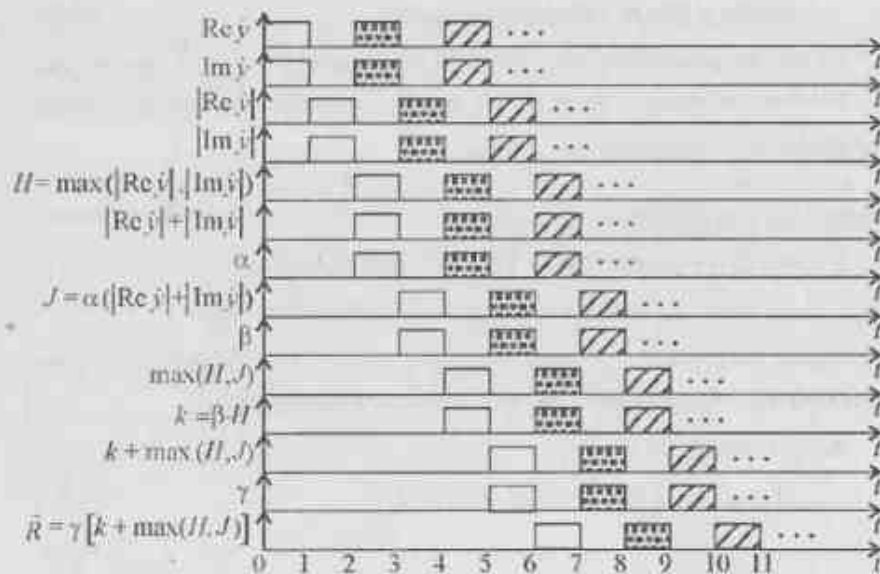 Re ẏ · · ·
Im ẏ · · ·
|Re ẏ| · · ·
|Im ẏ| · · ·
H = max(|Re ẏ|,|Im ẏ|) · · ·
|Re ẏ|+|Im ẏ| · · ·
α · · ·
J = α(|Re ẏ|+|Im ẏ|) · · ·
β · · ·
max(H,J) · · ·
k = β·H · · ·
k + max(H,J) · · ·
γ · · ·
R̄ = γ[k + max(H,J)] · · ·
0 1 2 3 4 5 6 7 8 9 10 11